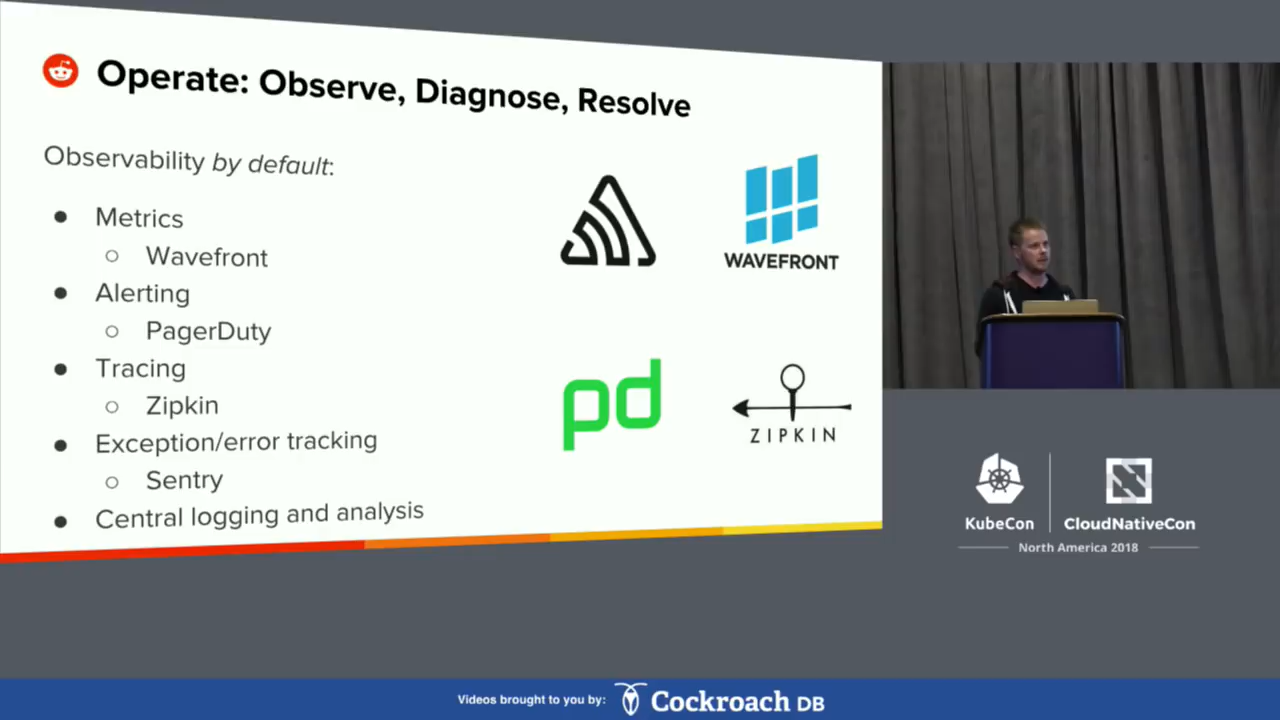 Operate: Observe, Diagnose, Resolve
Observability by default:
● Metrics
○ Wavefront
● Alerting
○ PagerDuty
● Tracing
○ Zipkin
● Exception/error tracking
○ Sentry
● Central logging and analysis
WAVEFRONT
pd
ZIPKIN
KubeCon
CloudNativeCon
North America 2018
Videos brought to you by:
Cockroach DB